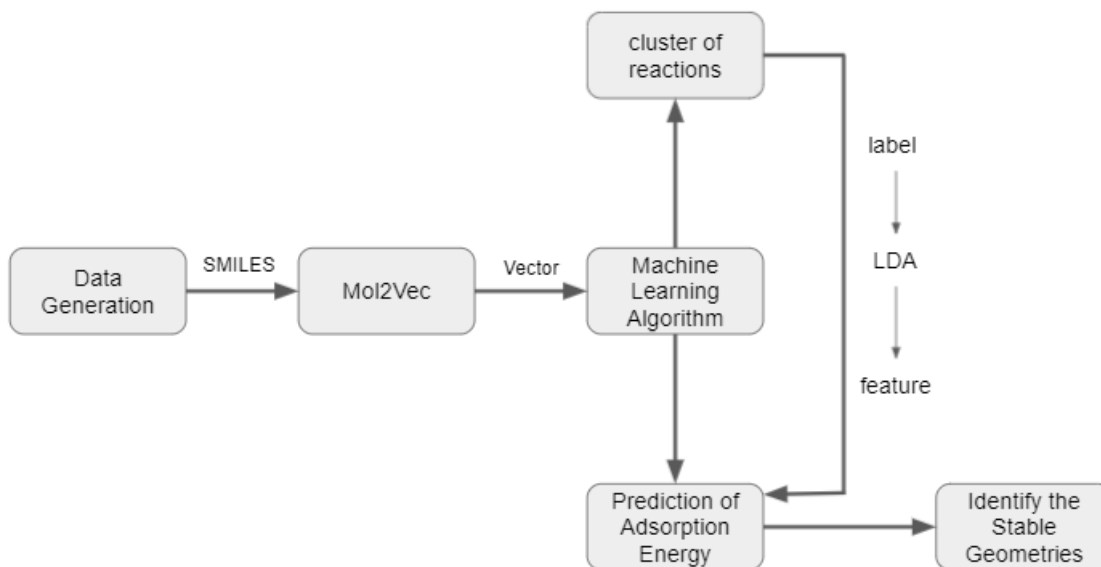 cluster of
reactions
label
SMILES
Vector
LDA
Data
Generation
Mol2Vec
Machine
Learning
Algorithm
feature
Prediction of
Adsorption
Energy
Identify the
Stable
Geometries